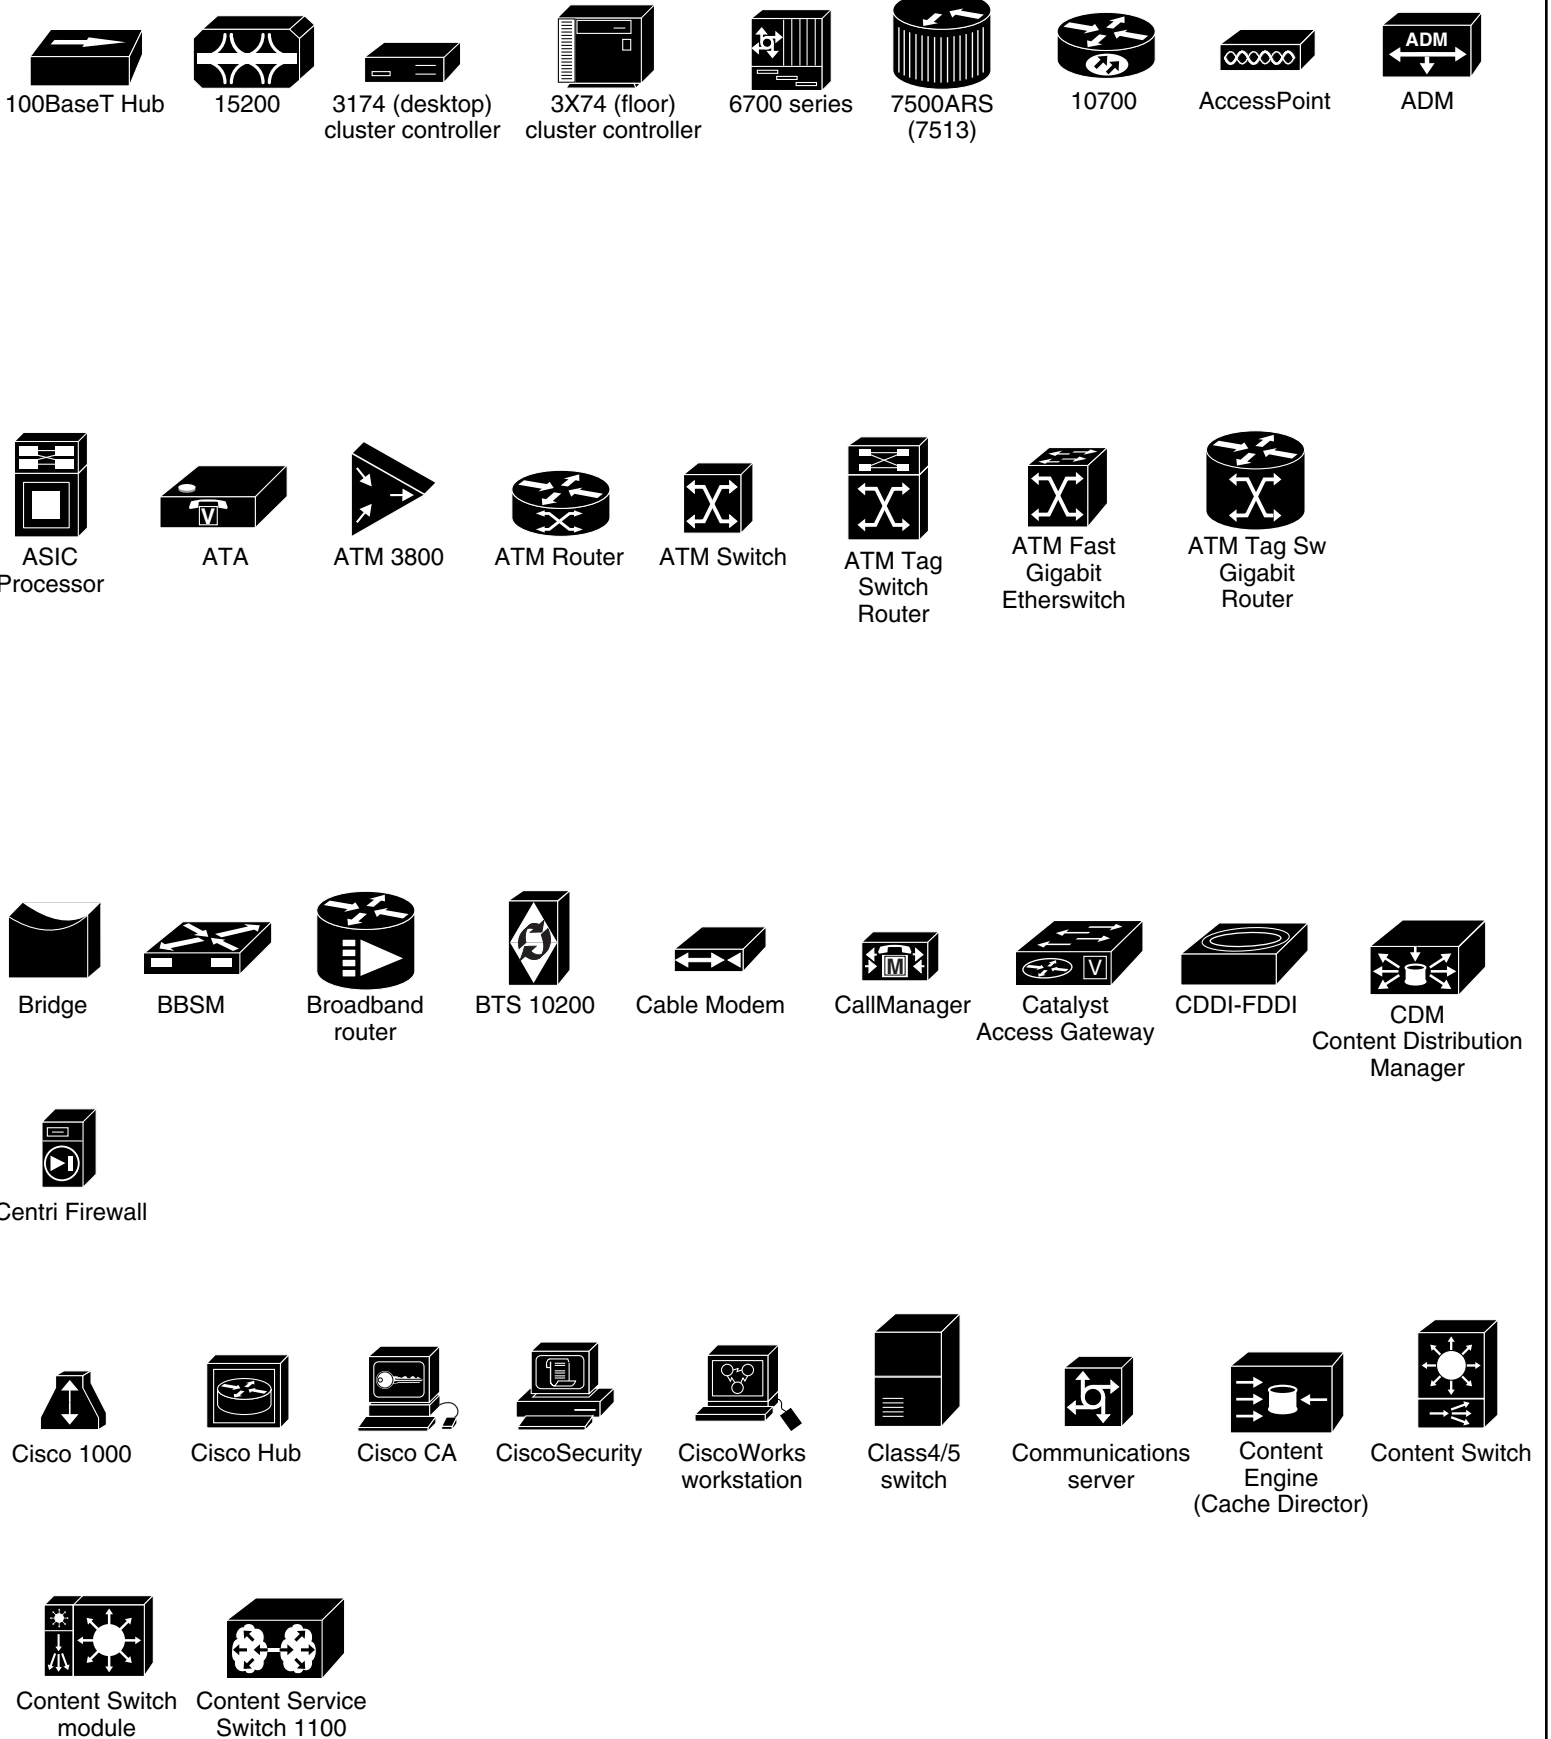 ADM
100BaseT Hub
15200
3174 (desktop)
cluster controller
3X74 (floor)
cluster controller
6700 series
7500ARS
(7513)
10700
AccessPoint
ADM
V
ASIC
Processor
ATA
ATM 3800
ATM Router
ATM Switch
ATM Tag
Switch
Router
ATM Fast
Gigabit
Etherswitch
ATM Tag Sw
Gigabit
Router
M
V
Bridge
BBSM
Broadband
router
BTS 10200
Cable Modem
CallManager
Catalyst
Access Gateway
CDDI-FDDI
CDM
Content Distribution
Manager
Centri Firewall
Cisco 1000
Cisco Hub
Cisco CA
CiscoSecurity
CiscoWorks
workstation
Class4/5
switch
Communications
server
Content
Engine
(Cache Director)
Content Switch
Content Switch
module
Content Service
Switch 1100